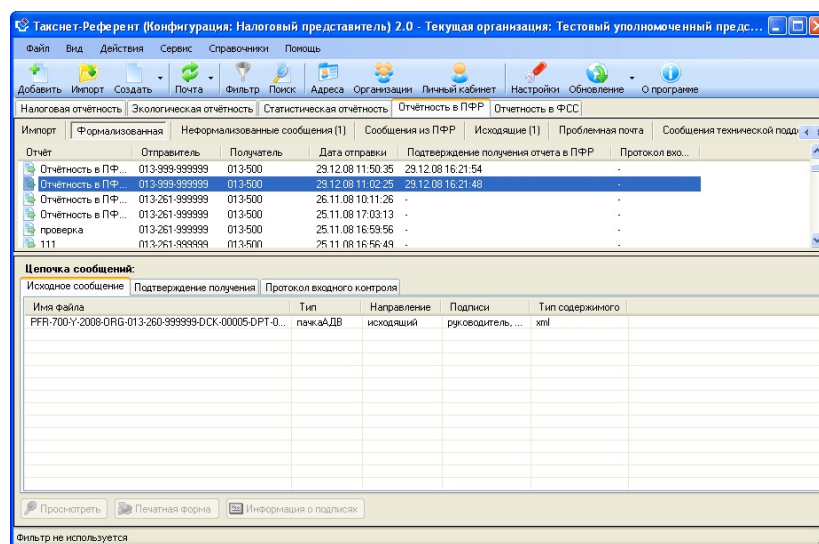 Такснет-Референт (Конфигурация: Налоговый представитель) 2.0 - Текущая организация: Тестовый уполномоченный предс...
Файл Вид Действия Сервис Справочники Помощь
Добавить Импорт Создать Почта Фильтр Поиск Адреса Организации Личный кабинет Настройки Обновление О программе
Налоговая отчётность Экологическая отчётность Статистическая отчётность Отчётность в ПФР Отчетность в ФСС
Импорт Формализованная Неформализованные сообщения (1) Сообщения из ПФР Исходящие (1) Проблемная почта Сообщения технической подд
Отчёт Отправитель Получатель Дата отправки Подтверждение получения отчета в ПФР Протокол вхо...
Отчётность в ПФ... 013-999-999999 013-500 29.12.08 11:50:35 29.12.08 16:21:54 -
Отчётность в ПФ... 013-999-999999 013-500 29.12.08 11:02:25 29.12.08 16:21:48 -
Отчётность в ПФ... 013-261-999999 013-500 26.11.08 10:11:26 - -
Отчётность в ПФ... 013-261-999999 013-500 25.11.08 17:03:13 - -
проверка 013-261-999999 013-500 25.11.08 16:59:56 - -
111 013-261-999999 013-500 25.11.08 16:56:49 - -
Цепочка сообщений:
Исходное сообщение Подтверждение получения Протокол входного контроля
Имя файла Тип Направление Подписи Тип содержимого
PFR-700-Y-2008-ORG-013-260-999999-DCK-00005-DPT-0... пачкаАДВ исходящий руководитель, ... xml
Просмотреть Печатная форма Информация о подписях
Фильтр не используется